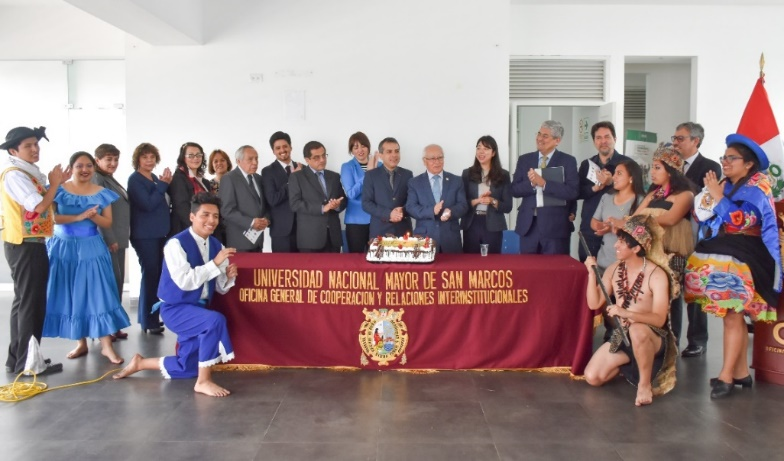 UNIVERSIDAD NACIONAL MAYOR DE SAN MARCOS
OFICINA GENERAL DE COOPERACION Y RELACIONES INTERINSTITUCIONALES